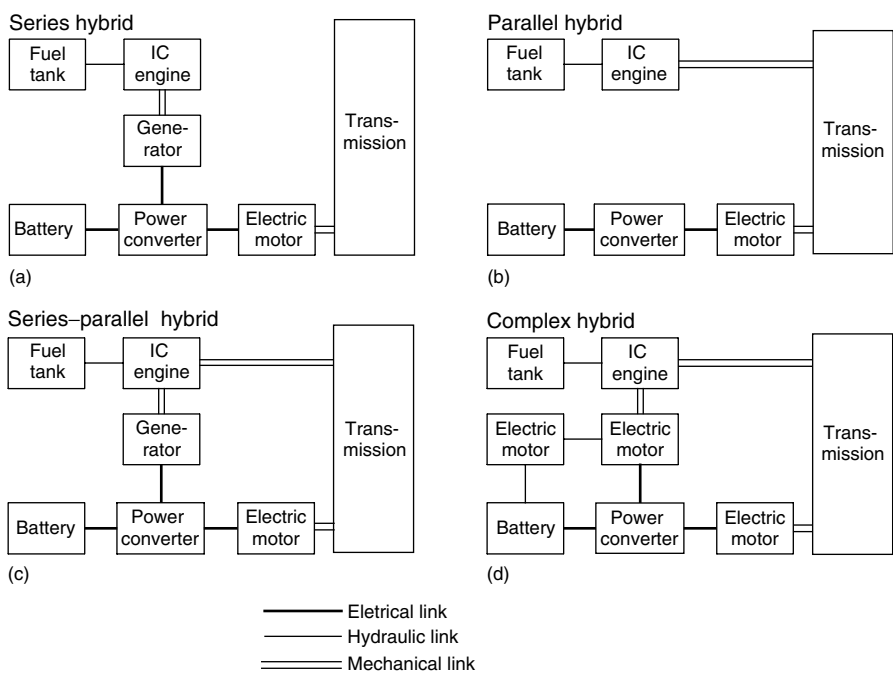 Series hybrid
Fuel
tank
IC
engine
Gene-
rator
Trans-
mission
Battery
Power
converter
Electric
motor
(a)
Parallel hybrid
Fuel
tank
IC
engine
Trans-
mission
Battery
Power
converter
Electric
motor
(b)
Series–parallel hybrid
Fuel
tank
IC
engine
Gene-
rator
Trans-
mission
Battery
Power
converter
Electric
motor
(c)
Complex hybrid
Fuel
tank
IC
engine
Electric
motor
Electric
motor
Trans-
mission
Battery
Power
converter
Electric
motor
(d)
Eletrical link
Hydraulic link
Mechanical link